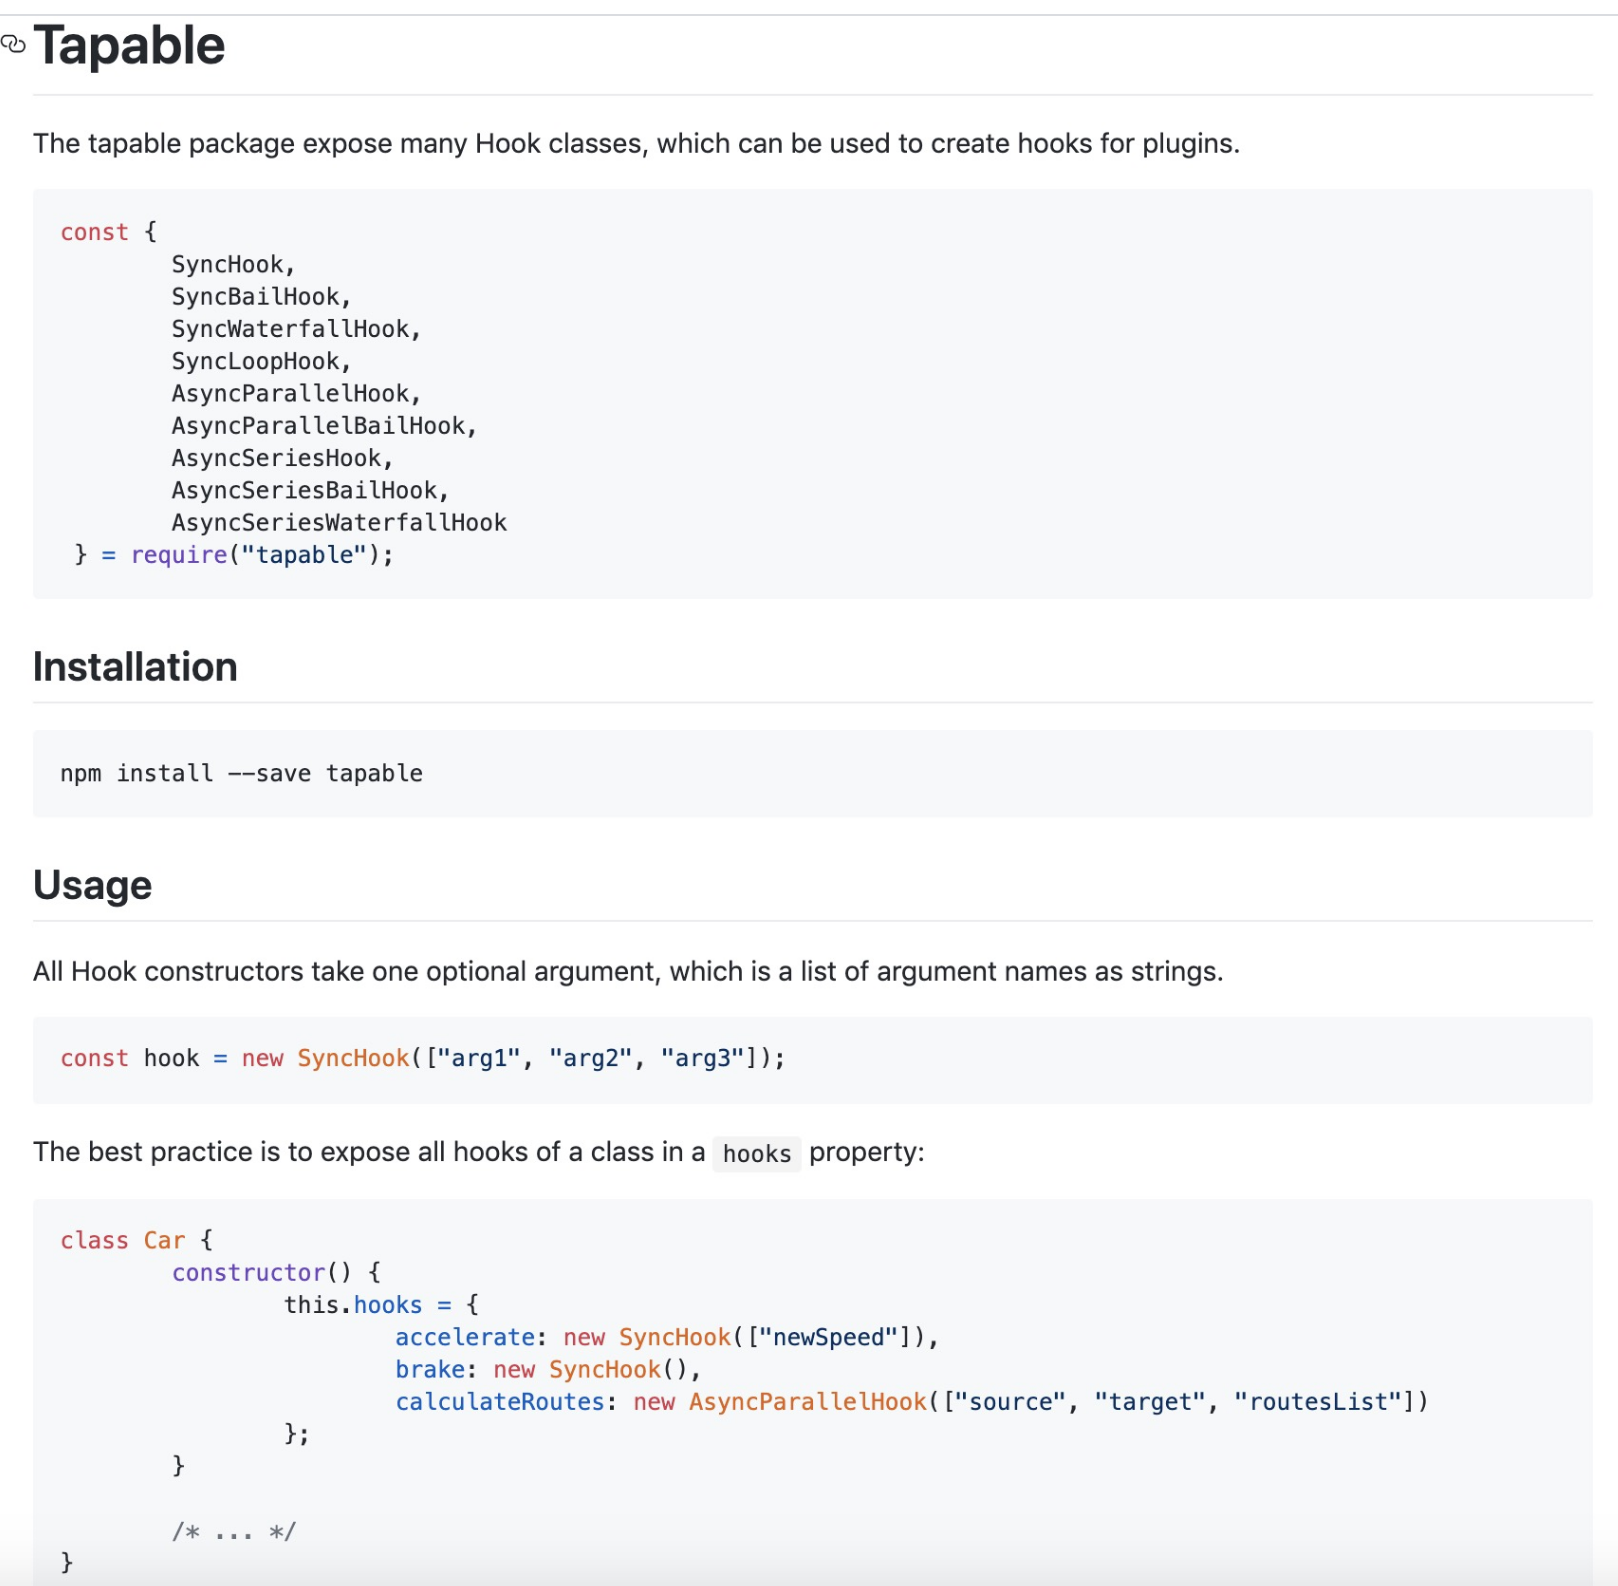 Tapable
The tapable package expose many Hook classes, which can be used to create hooks for plugins.
const {
        SyncHook,
        SyncBailHook,
        SyncWaterfallHook,
        SyncLoopHook,
        AsyncParallelHook,
        AsyncParallelBailHook,
        AsyncSeriesHook,
        AsyncSeriesBailHook,
        AsyncSeriesWaterfallHook
 } = require("tapable");
Installation
npm install --save tapable
Usage
All Hook constructors take one optional argument, which is a list of argument names as strings.
const hook = new SyncHook(["arg1", "arg2", "arg3"]);
The best practice is to expose all hooks of a class in a hooks property:
class Car {
        constructor() {
                this.hooks = {
                        accelerate: new SyncHook(["newSpeed"]),
                        brake: new SyncHook(),
                        calculateRoutes: new AsyncParallelHook(["source", "target", "routesList"])
                };
        }
        /* ... */
}